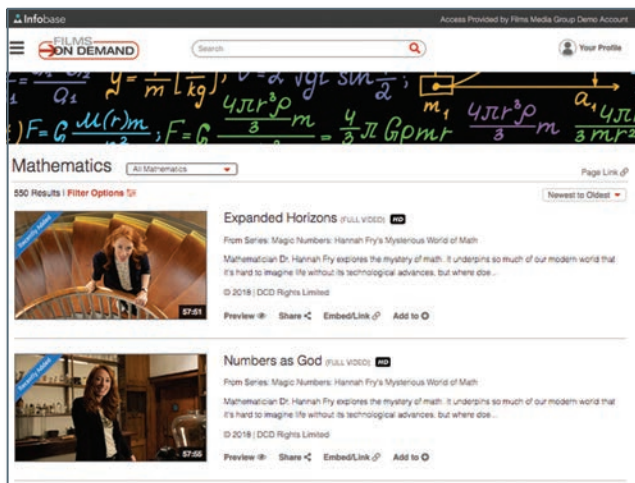 Infobase
Access Provided by Films Media Group Demo Account
FILMS
ON DEMAND
Search
Your Profile
Mathematics
All Mathematics
Page Link
550 Results | Filter Options
Newest to Oldest
Recently Added
57:51
Expanded Horizons (FULL VIDEO) HD
From Series: Magic Numbers: Hannah Fry's Mysterious World of Math
Mathematician Dr. Hannah Fry explores the mystery of math. It underpins so much of our modern world that
it's hard to imagine life without its technological advances, but where doe...
© 2018 | DCD Rights Limited
Preview Share Embed/Link Add to
Recently Added
57:55
Numbers as God (FULL VIDEO) HD
From Series: Magic Numbers: Hannah Fry's Mysterious World of Math
Mathematician Dr. Hannah Fry explores the mystery of math. It underpins so much of our modern world that
it's hard to imagine life without its technological advances, but where doe...
© 2018 | DCD Rights Limited
Preview Share Embed/Link Add to